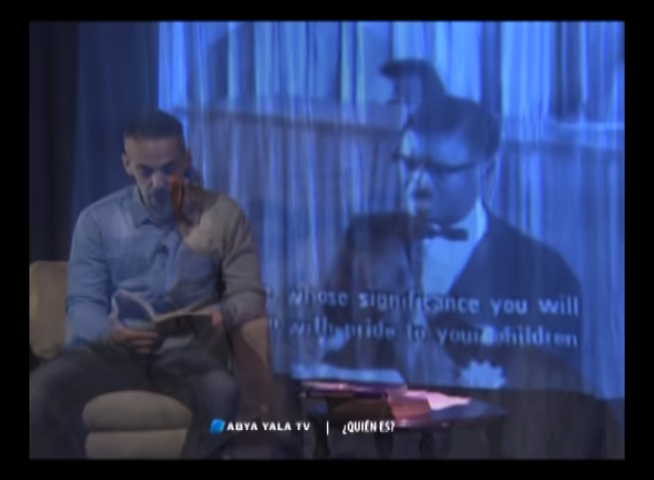 whose significance you will
with pride to your children
ABYA YALA TV | ¿QUIÉN ES?